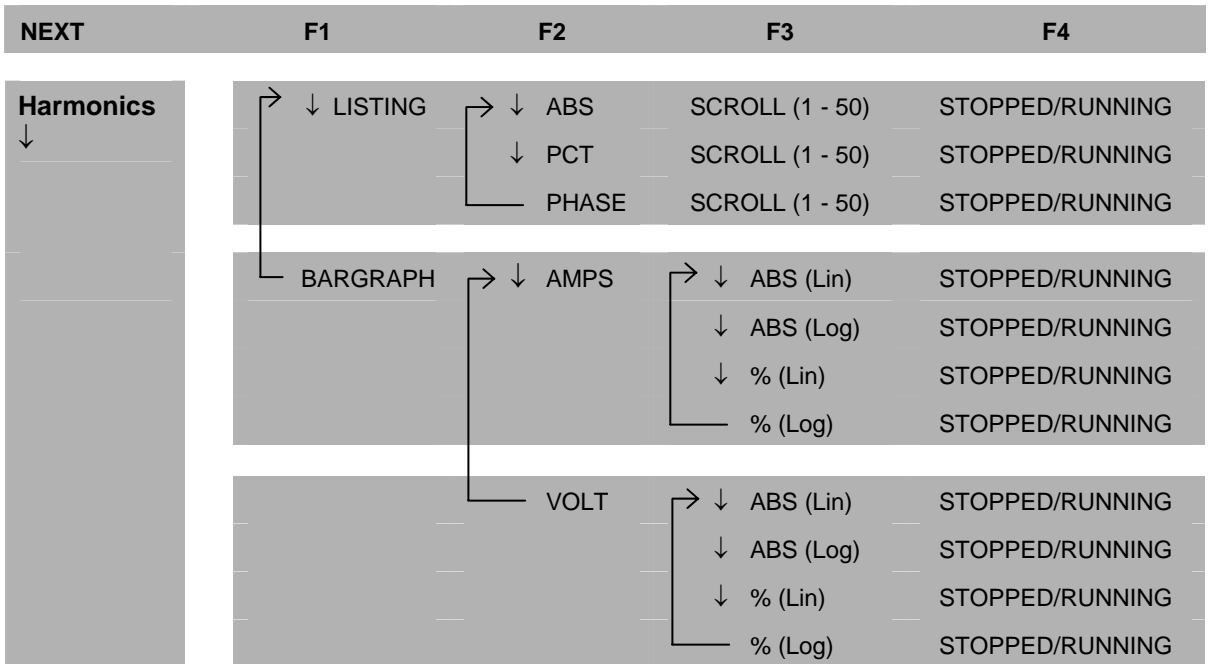 NEXT F1 F2 F3 F4
Harmonics ↓ LISTING ↓ ABS SCROLL (1 - 50) STOPPED/RUNNING
↓ ↓ PCT SCROLL (1 - 50) STOPPED/RUNNING
PHASE SCROLL (1 - 50) STOPPED/RUNNING
BARGRAPH ↓ AMPS ↓ ABS (Lin) STOPPED/RUNNING
↓ ABS (Log) STOPPED/RUNNING
↓ % (Lin) STOPPED/RUNNING
% (Log) STOPPED/RUNNING
VOLT ↓ ABS (Lin) STOPPED/RUNNING
↓ ABS (Log) STOPPED/RUNNING
↓ % (Lin) STOPPED/RUNNING
% (Log) STOPPED/RUNNING